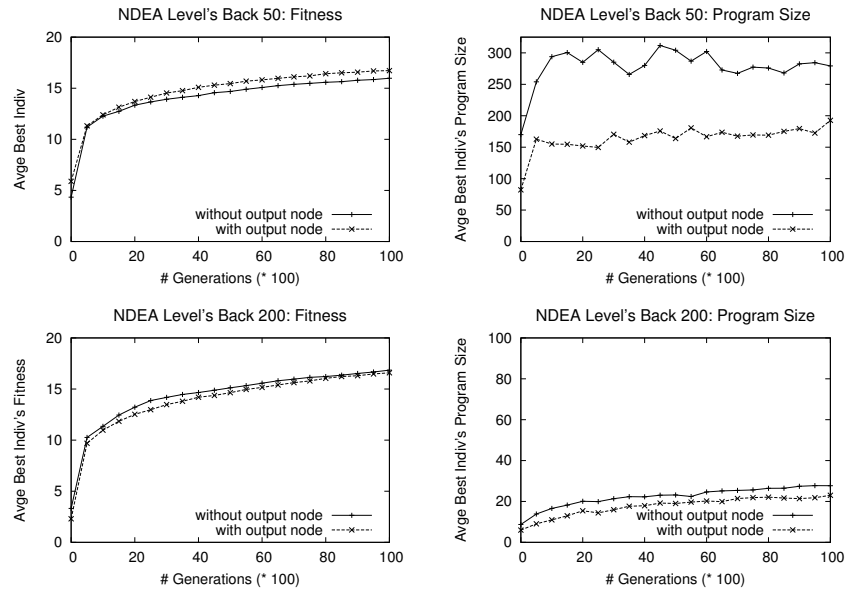 NDEA Level's Back 50: Fitness
Avge Best Indiv
20
15
10
5
0
without output node
with output node
0 20 40 60 80 100
# Generations (* 100)
NDEA Level's Back 50: Program Size
Avge Best Indiv's Program Size
300
250
200
150
100
50
0
without output node
with output node
0 20 40 60 80 100
# Generations (* 100)
NDEA Level's Back 200: Fitness
Avge Best Indiv's Fitness
20
15
10
5
0
without output node
with output node
0 20 40 60 80 100
# Generations (* 100)
NDEA Level's Back 200: Program Size
Avge Best Indiv's Program Size
100
80
60
40
20
0
without output node
with output node
0 20 40 60 80 100
# Generations (* 100)